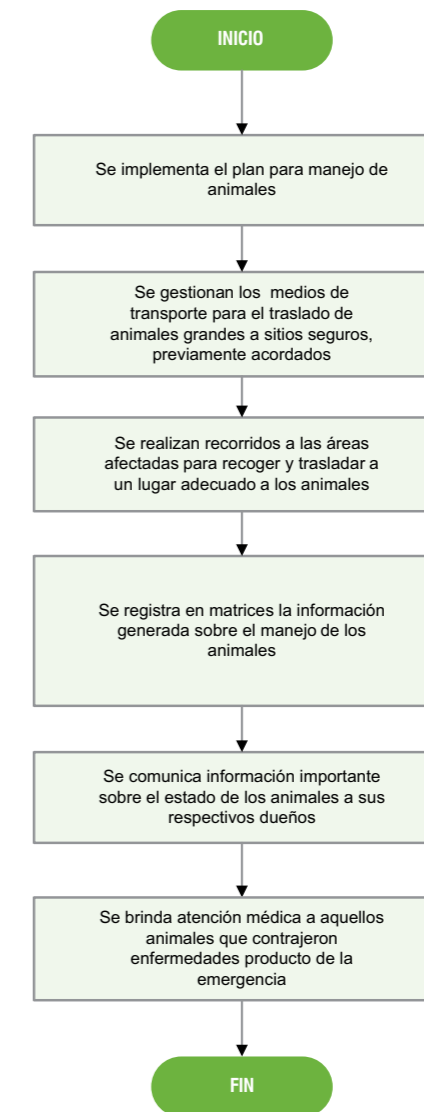 INICIO
Se implementa el plan para manejo de
animales
Se gestionan los medios de
transporte para el traslado de
animales grandes a sitios seguros,
previamente acordados
Se realizan recorridos a las áreas
afectadas para recoger y trasladar a
un lugar adecuado a los animales
Se registra en matrices la información
generada sobre el manejo de los
animales
Se comunica información importante
sobre el estado de los animales a sus
respectivos dueños
Se brinda atención médica a aquellos
animales que contrajeron
enfermedades producto de la
emergencia
FIN